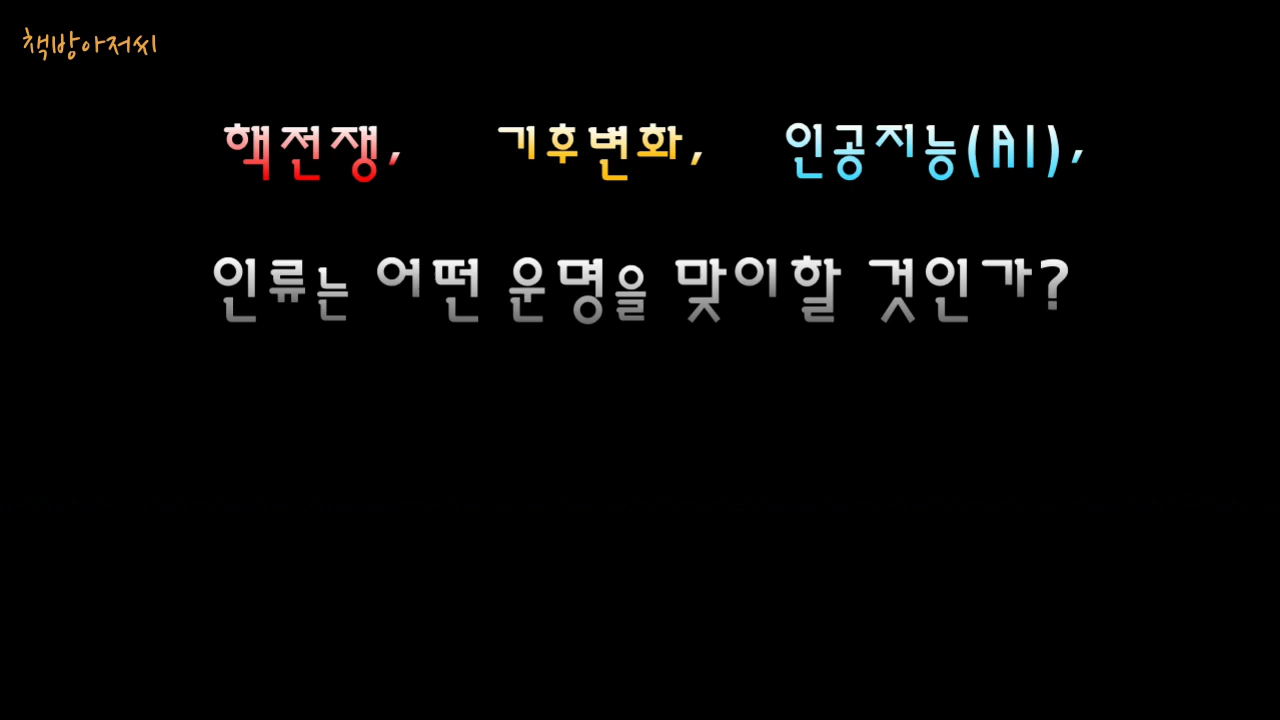 책방아저씨
핵전쟁, 기후변화, 인공지능(AI),
인류는 어떤 운명을 맞이할 것인가?